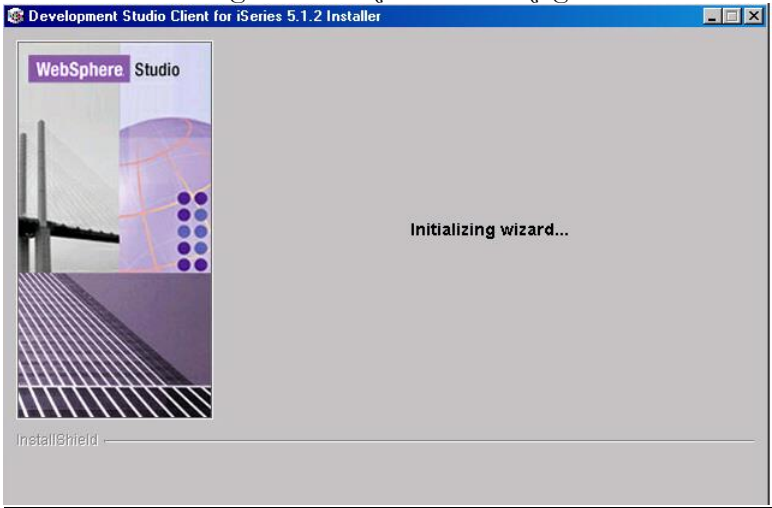 Development Studio Client for iSeries 5.1.2 Installer
WebSphere Studio
Initializing wizard...
InstallShield